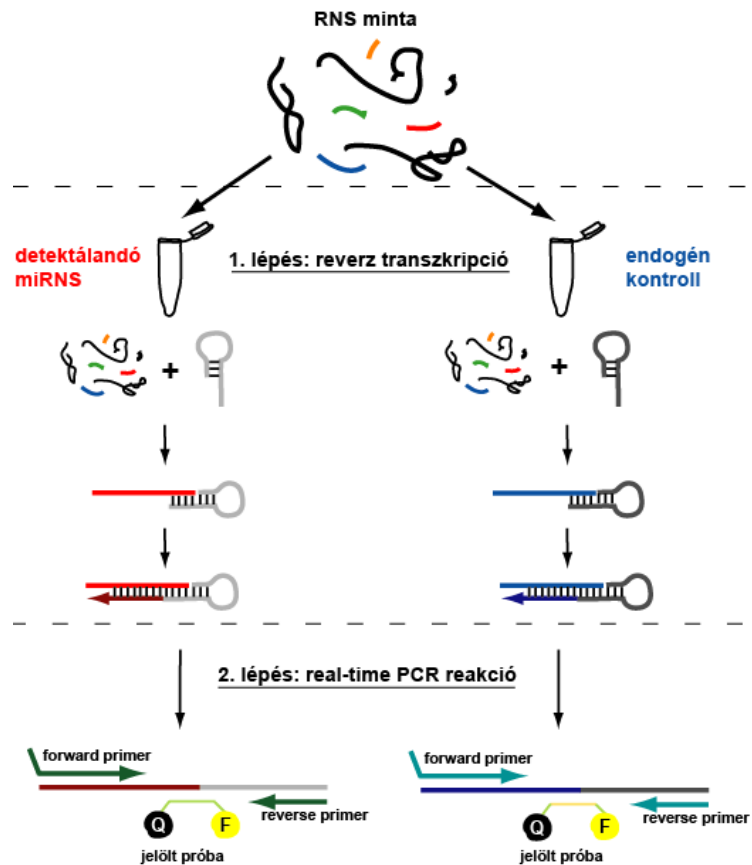 RNS minta
detektálandó
miRNS
1. lépés: reverz transzkripció
endogén
kontroll
+
+
2. lépés: real-time PCR reakció
forward primer
forward primer
reverse primer
reverse primer
Q
F
Q
F
jelölt próba
jelölt próba